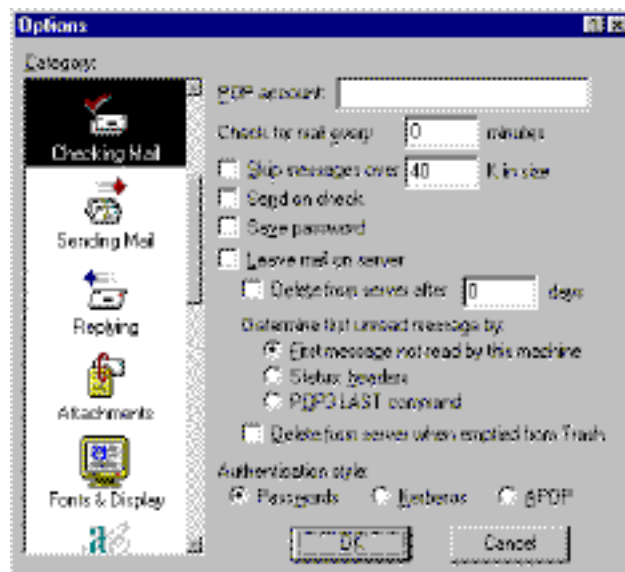 Options
Category:
Checking Mail
Sending Mail
Replying
Attachments
Fonts & Display
POP account:
Check for mail every 0 minutes
Skip messages over 40 K in size
Send on check
Save password
Leave mail on server
Delete from server after 0 days
Determine first unread message by:
First message not read by this machine
Status: headers
POP3 LAST command
Delete from server when emptied from Trash
Authentication style:
Passwords Kerberos APOP
OK Cancel